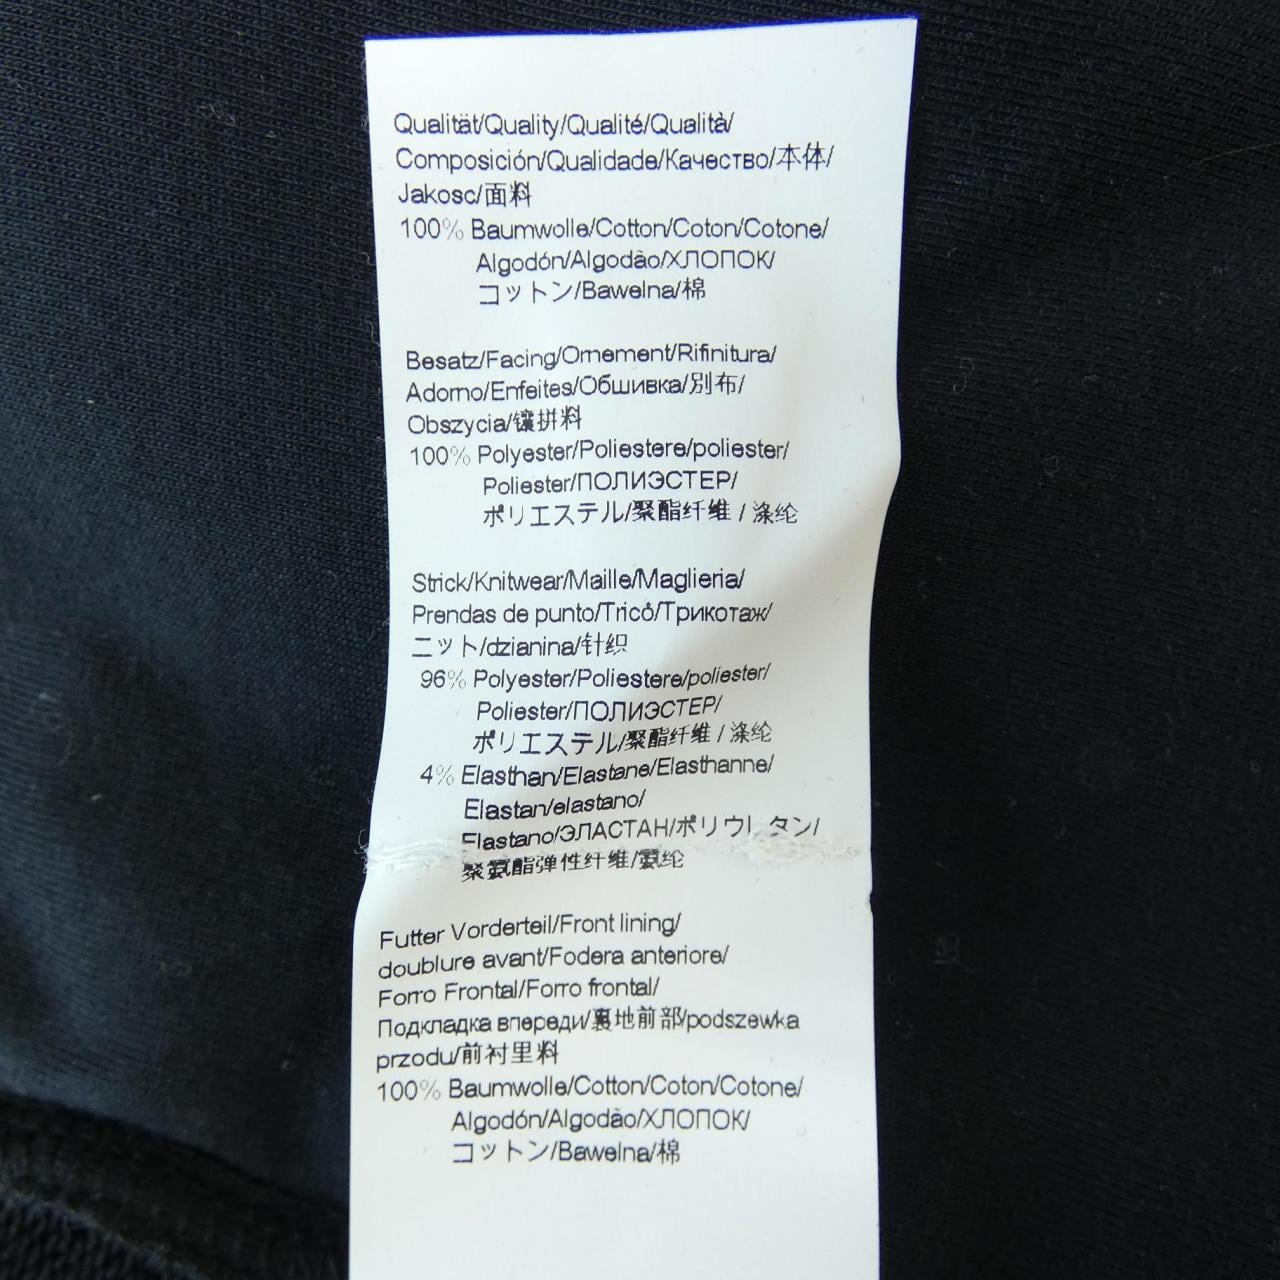 Qualität/Quality/Qualité/Qualità/
Composición/Qualidade/Качество/本体/
Jakosc/面料
100% Baumwolle/Cotton/Coton/Cotone/
Algodón/Algodão/ХЛОПОК/
コットン/Bawelna/棉
Besatz/Facing/Ornement/Rifinitura/
Adorno/Enfeites/Обшивка/別布/
Obszycia/镶拼料
100% Polyester/Poliestere/poliester/
Poliester/ПОЛИЭСТЕР/
ポリエステル/聚酯纤维 / 涤纶
Strick/Knitwear/Maille/Maglieria/
Prendas de punto/Tricô/Трикотаж/
ニット/dzianina/针织
96% Polyester/Poliestere/poliester/
Poliester/ПОЛИЭСТЕР/
ポリエステル/聚酯纤维 / 涤纶
4% Elasthan/Elastane/Elasthanne/
Elastan/elastano/
Elastano/ЭЛАСТАН/ポリウレタン/
聚氨酯弹性纤维/氨纶
Futter Vorderteil/Front lining/
doublure avant/Fodera anteriore/
Forro Frontal/Forro frontal/
Подкладка впереди/裏地前部/podszewka
przodu/前衬里料
100% Baumwolle/Cotton/Coton/Cotone/
Algodón/Algodão/ХЛОПОК/
コットン/Bawelna/棉